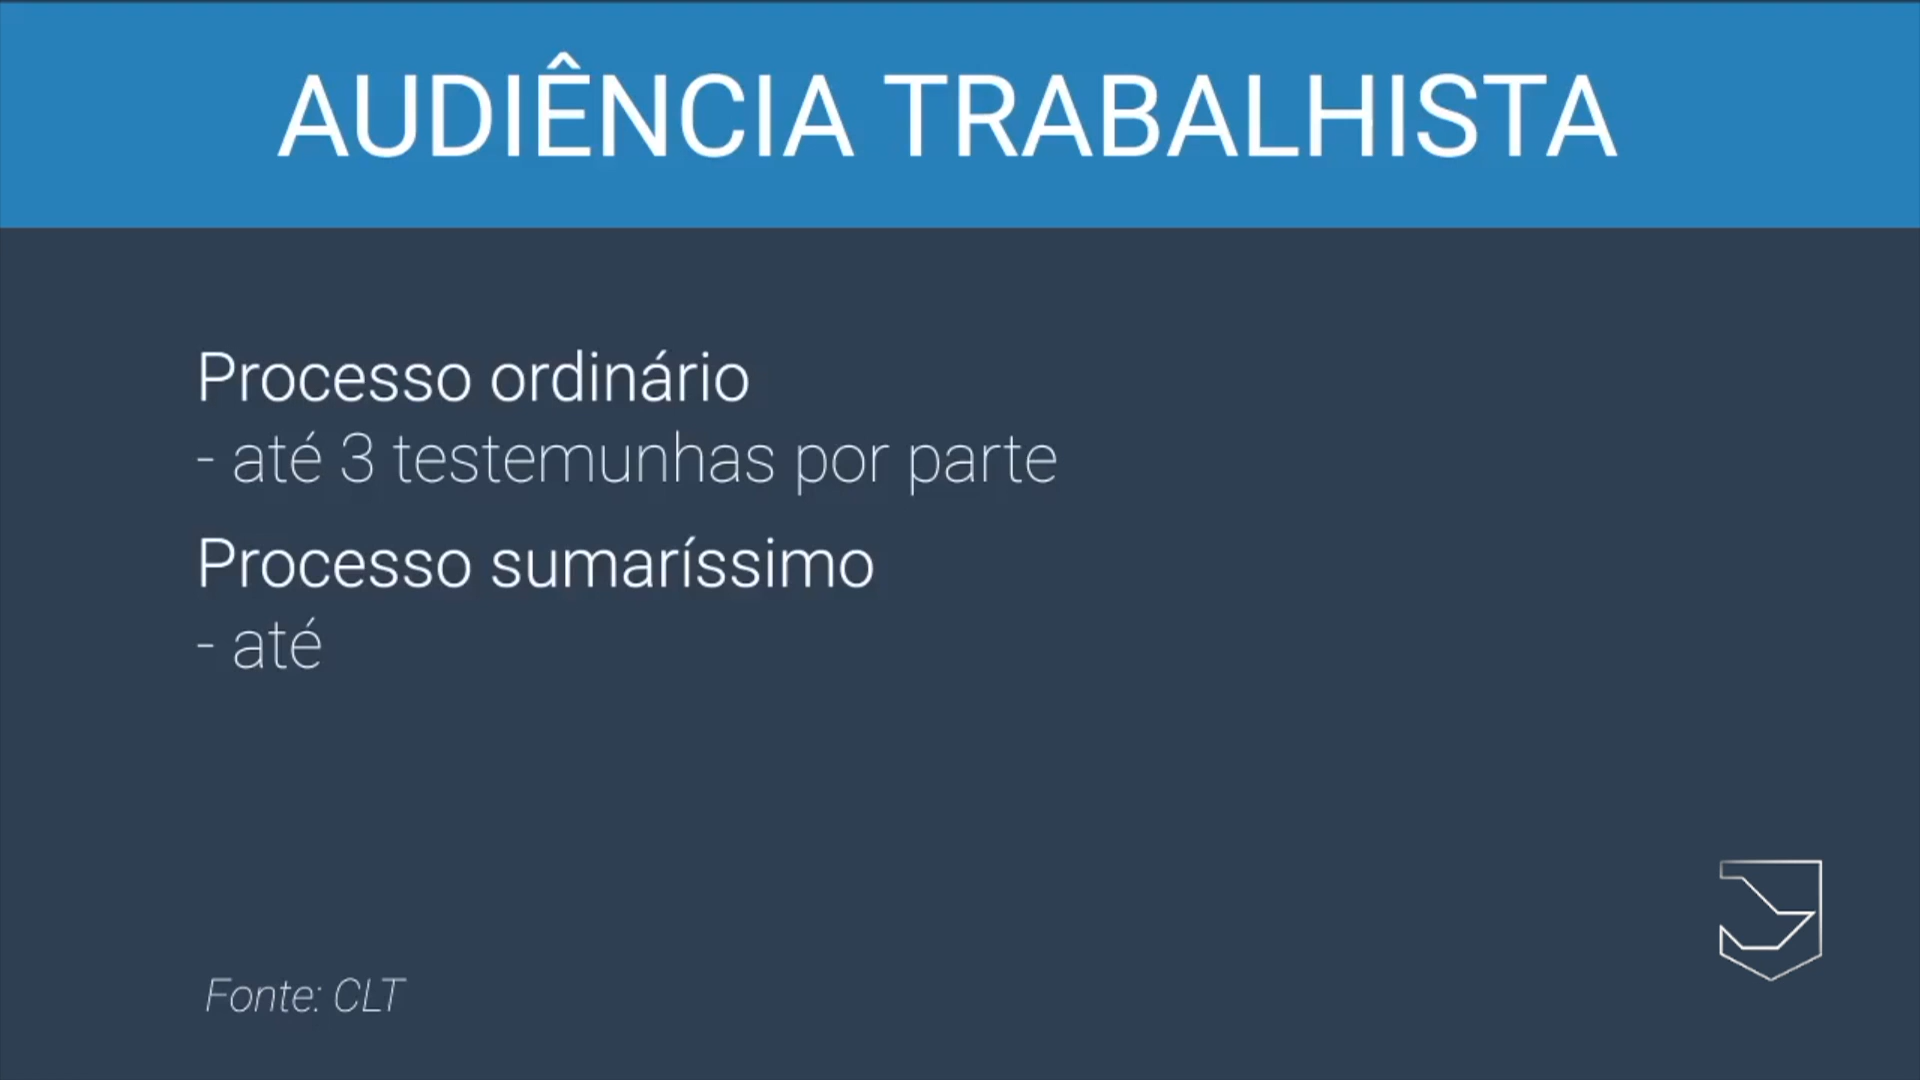 AUDIÊNCIA TRABALHISTA
Processo ordinário
- até 3 testemunhas por parte
Processo sumaríssimo
- até
Fonte: CLT